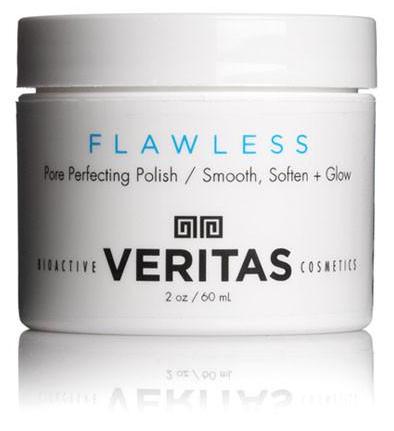 FLAWLESS
Pore Perfecting Polish / Smooth, Soften + Glow
BIOACTIVE VERITAS COSMETICS
2 oz / 60 mL